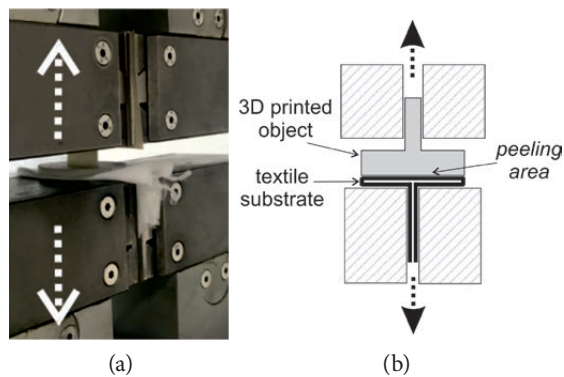 3D printed
object
peeling
area
textile
substrate
(a)
(b)